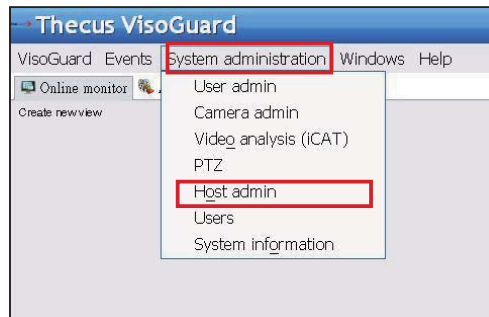 Thecus VisoGuard
VisoGuard Events System administration Windows Help
Online monitor
Create new view
User admin
Camera admin
Video analysis (iCAT)
PTZ
Host admin
Users
System information